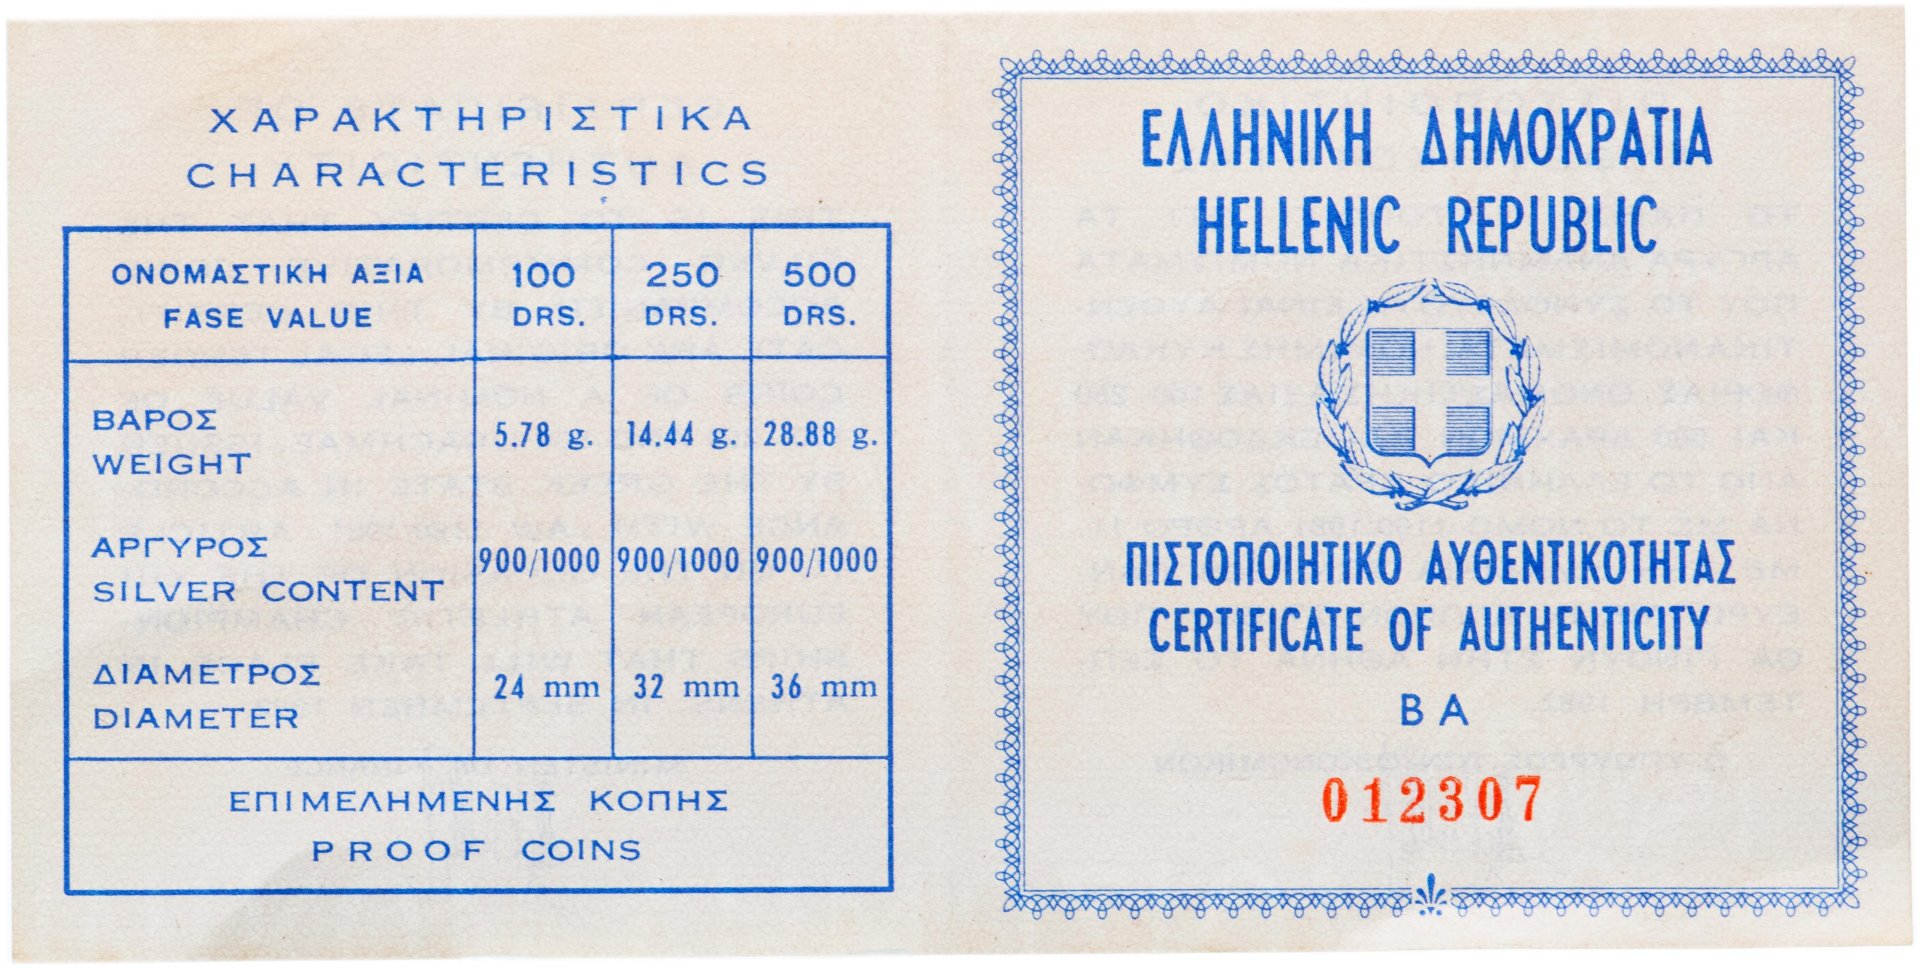 ΧΑΡΑΚΤΗΡΙΣΤΙΚΑ
CHARACTERISTICS
ΟΝΟΜΑΣΤΙΚΗ ΑΞΙΑ 100 250 500
FASE VALUE DRS. DRS. DRS.
ΒΑΡΟΣ
WEIGHT
5.78 g. 14.44 g. 28.88 g.
ΑΡΓΥΡΟΣ
SILVER CONTENT
900/1000 900/1000 900/1000
ΔΙΑΜΕΤΡΟΣ
DIAMETER
24 mm 32 mm 36 mm
ΕΠΙΜΕΛΗΜΕΝΗΣ ΚΟΠΗΣ
PROOF COINS
ΕΛΛΗΝΙΚΗ ΔΗΜΟΚΡΑΤΙΑ
HELLENIC REPUBLIC
ΠΙΣΤΟΠΟΙΗΤΙΚΟ ΑΥΘΕΝΤΙΚΟΤΗΤΑΣ
CERTIFICATE OF AUTHENTICITY
Β Α
012307